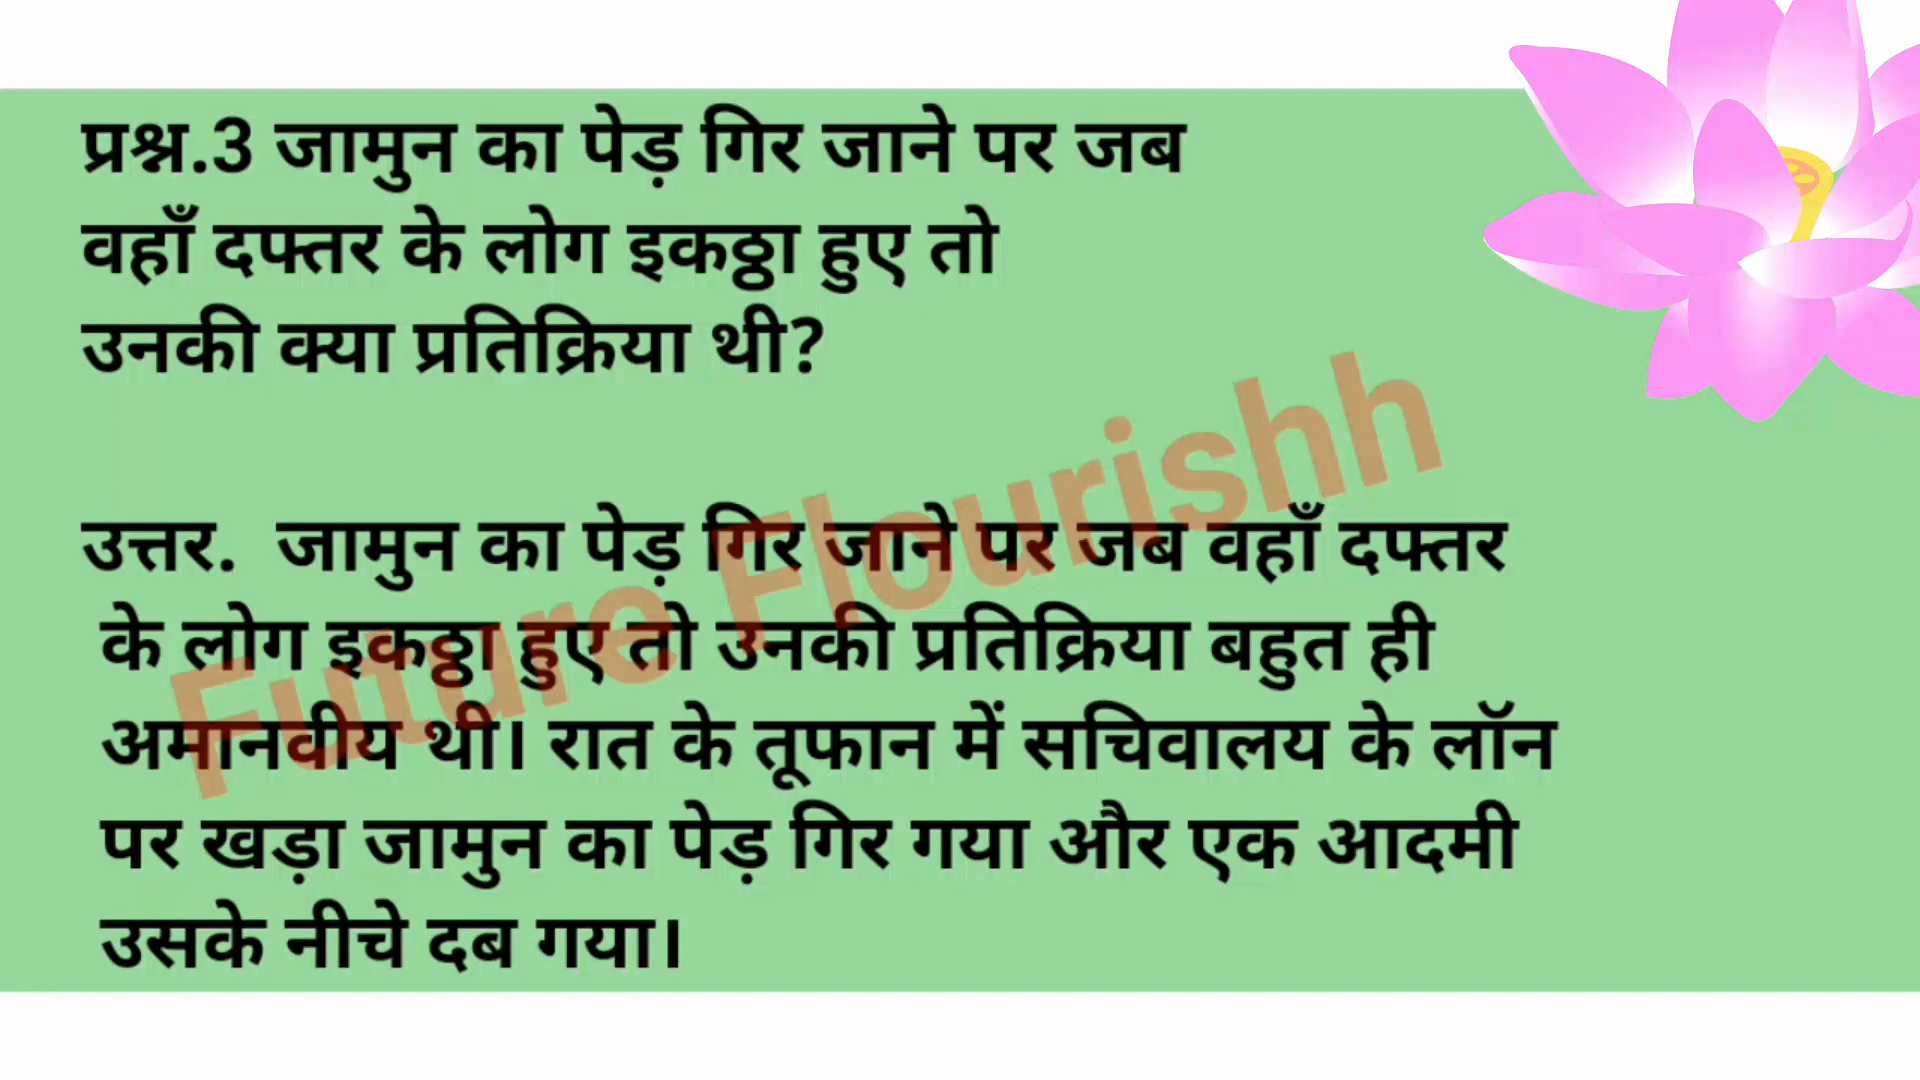 प्रश्न.3 जामुन का पेड़ गिर जाने पर जब
वहाँ दफ्तर के लोग इकठ्ठा हुए तो
उनकी क्या प्रतिक्रिया थी?
उत्तर. जामुन का पेड़ गिर जाने पर जब वहाँ दफ्तर
के लोग इकठ्ठा हुए तो उनकी प्रतिक्रिया बहुत ही
अमानवीय थी। रात के तूफान में सचिवालय के लॉन
पर खड़ा जामुन का पेड़ गिर गया और एक आदमी
उसके नीचे दब गया।
Future Flourishh